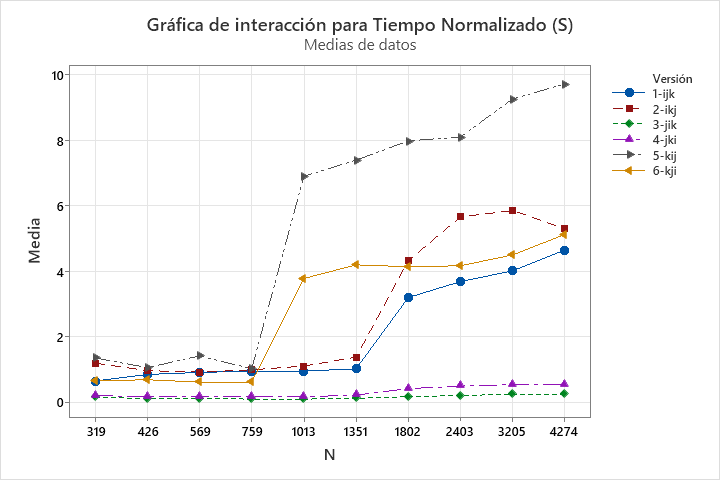 Gráfica de interacción para Tiempo Normalizado (S)
Medias de datos
10
8
6
4
2
0
Media
319 426 569 759 1013 1351 1802 2403 3205 4274
N
Versión
1-ijk
2-ikj
3-jik
4-jki
5-kij
6-kji